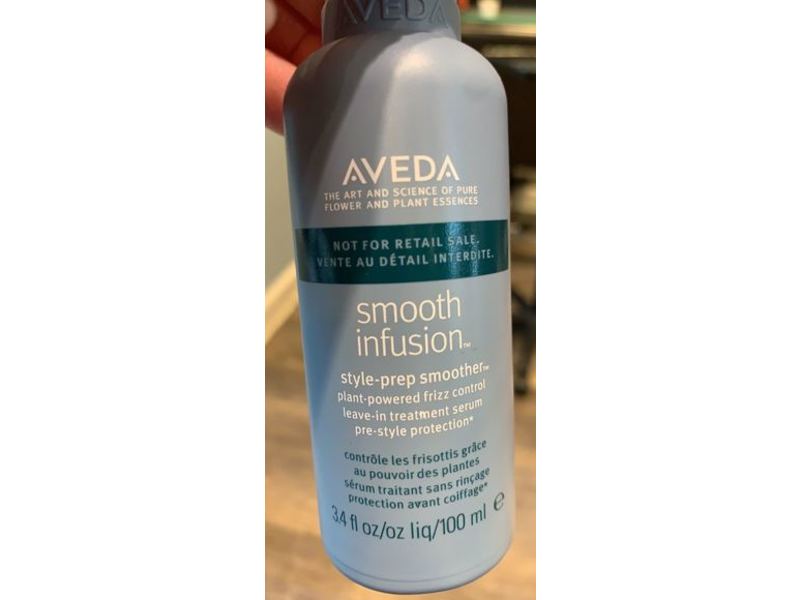 AVEDA
AVEDA
THE ART AND SCIENCE OF PURE
FLOWER AND PLANT ESSENCES
NOT FOR RETAIL SALE.
VENTE AU DÉTAIL INTERDITE.
smooth
infusion™
style-prep smoother™
plant-powered frizz control
leave-in treatment serum
pre-style protection*
contrôle les frisottis grâce
au pouvoir des plantes
sérum traitant sans rinçage
protection avant coiffage*
3.4 fl oz/oz liq/100 ml ℮